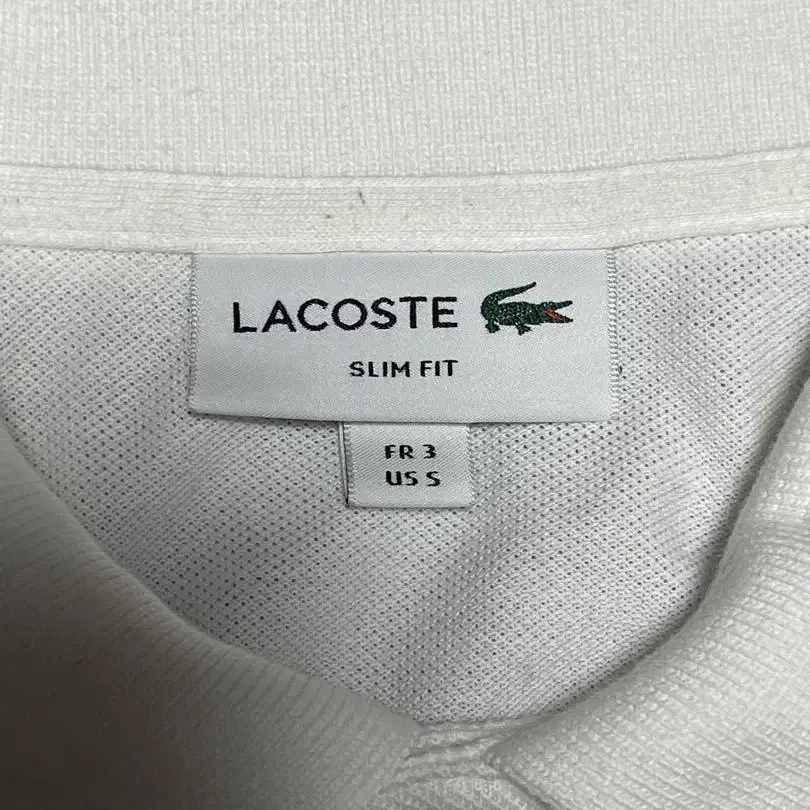 LACOSTE
SLIM FIT
FR 3
US S